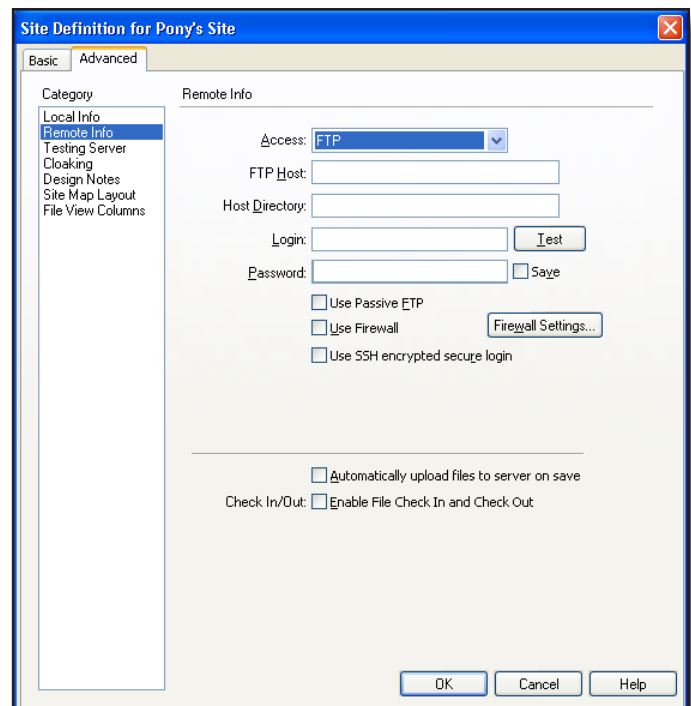 Site Definition for Pony's Site
Basic
Advanced
Category
Local Info
Remote Info
Testing Server
Cloaking
Design Notes
Site Map Layout
File View Columns
Remote Info
Access: FTP
FTP Host:
Host Directory:
Login: Test
Password: Save
Use Passive FTP
Use Firewall Firewall Settings...
Use SSH encrypted secure login
Automatically upload files to server on save
Check In/Out: Enable File Check In and Check Out
OK Cancel Help